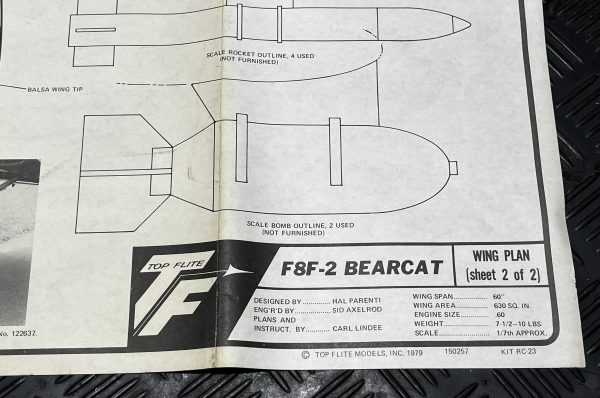 SCALE ROCKET OUTLINE, 4 USED
(NOT FURNISHED)
BALSA WING TIP
SCALE BOMB OUTLINE, 2 USED
(NOT FURNISHED)
TOP FLITE
TF
F8F-2 BEARCAT
WING PLAN
(sheet 2 of 2)
DESIGNED BY............ HAL PARENTI
ENG'R'D BY............... SID AXELROD
PLANS AND
INSTRUCT. BY............ CARL LINDEE
WING SPAN............... 60"
WING AREA............... 630 SQ. IN.
ENGINE SIZE............. .60
WEIGHT.................... 7-1/2-10 LBS
SCALE...................... 1/7th APPROX.
No. 122637.
© TOP FLITE MODELS, INC. 1979 150257 KIT RC-23